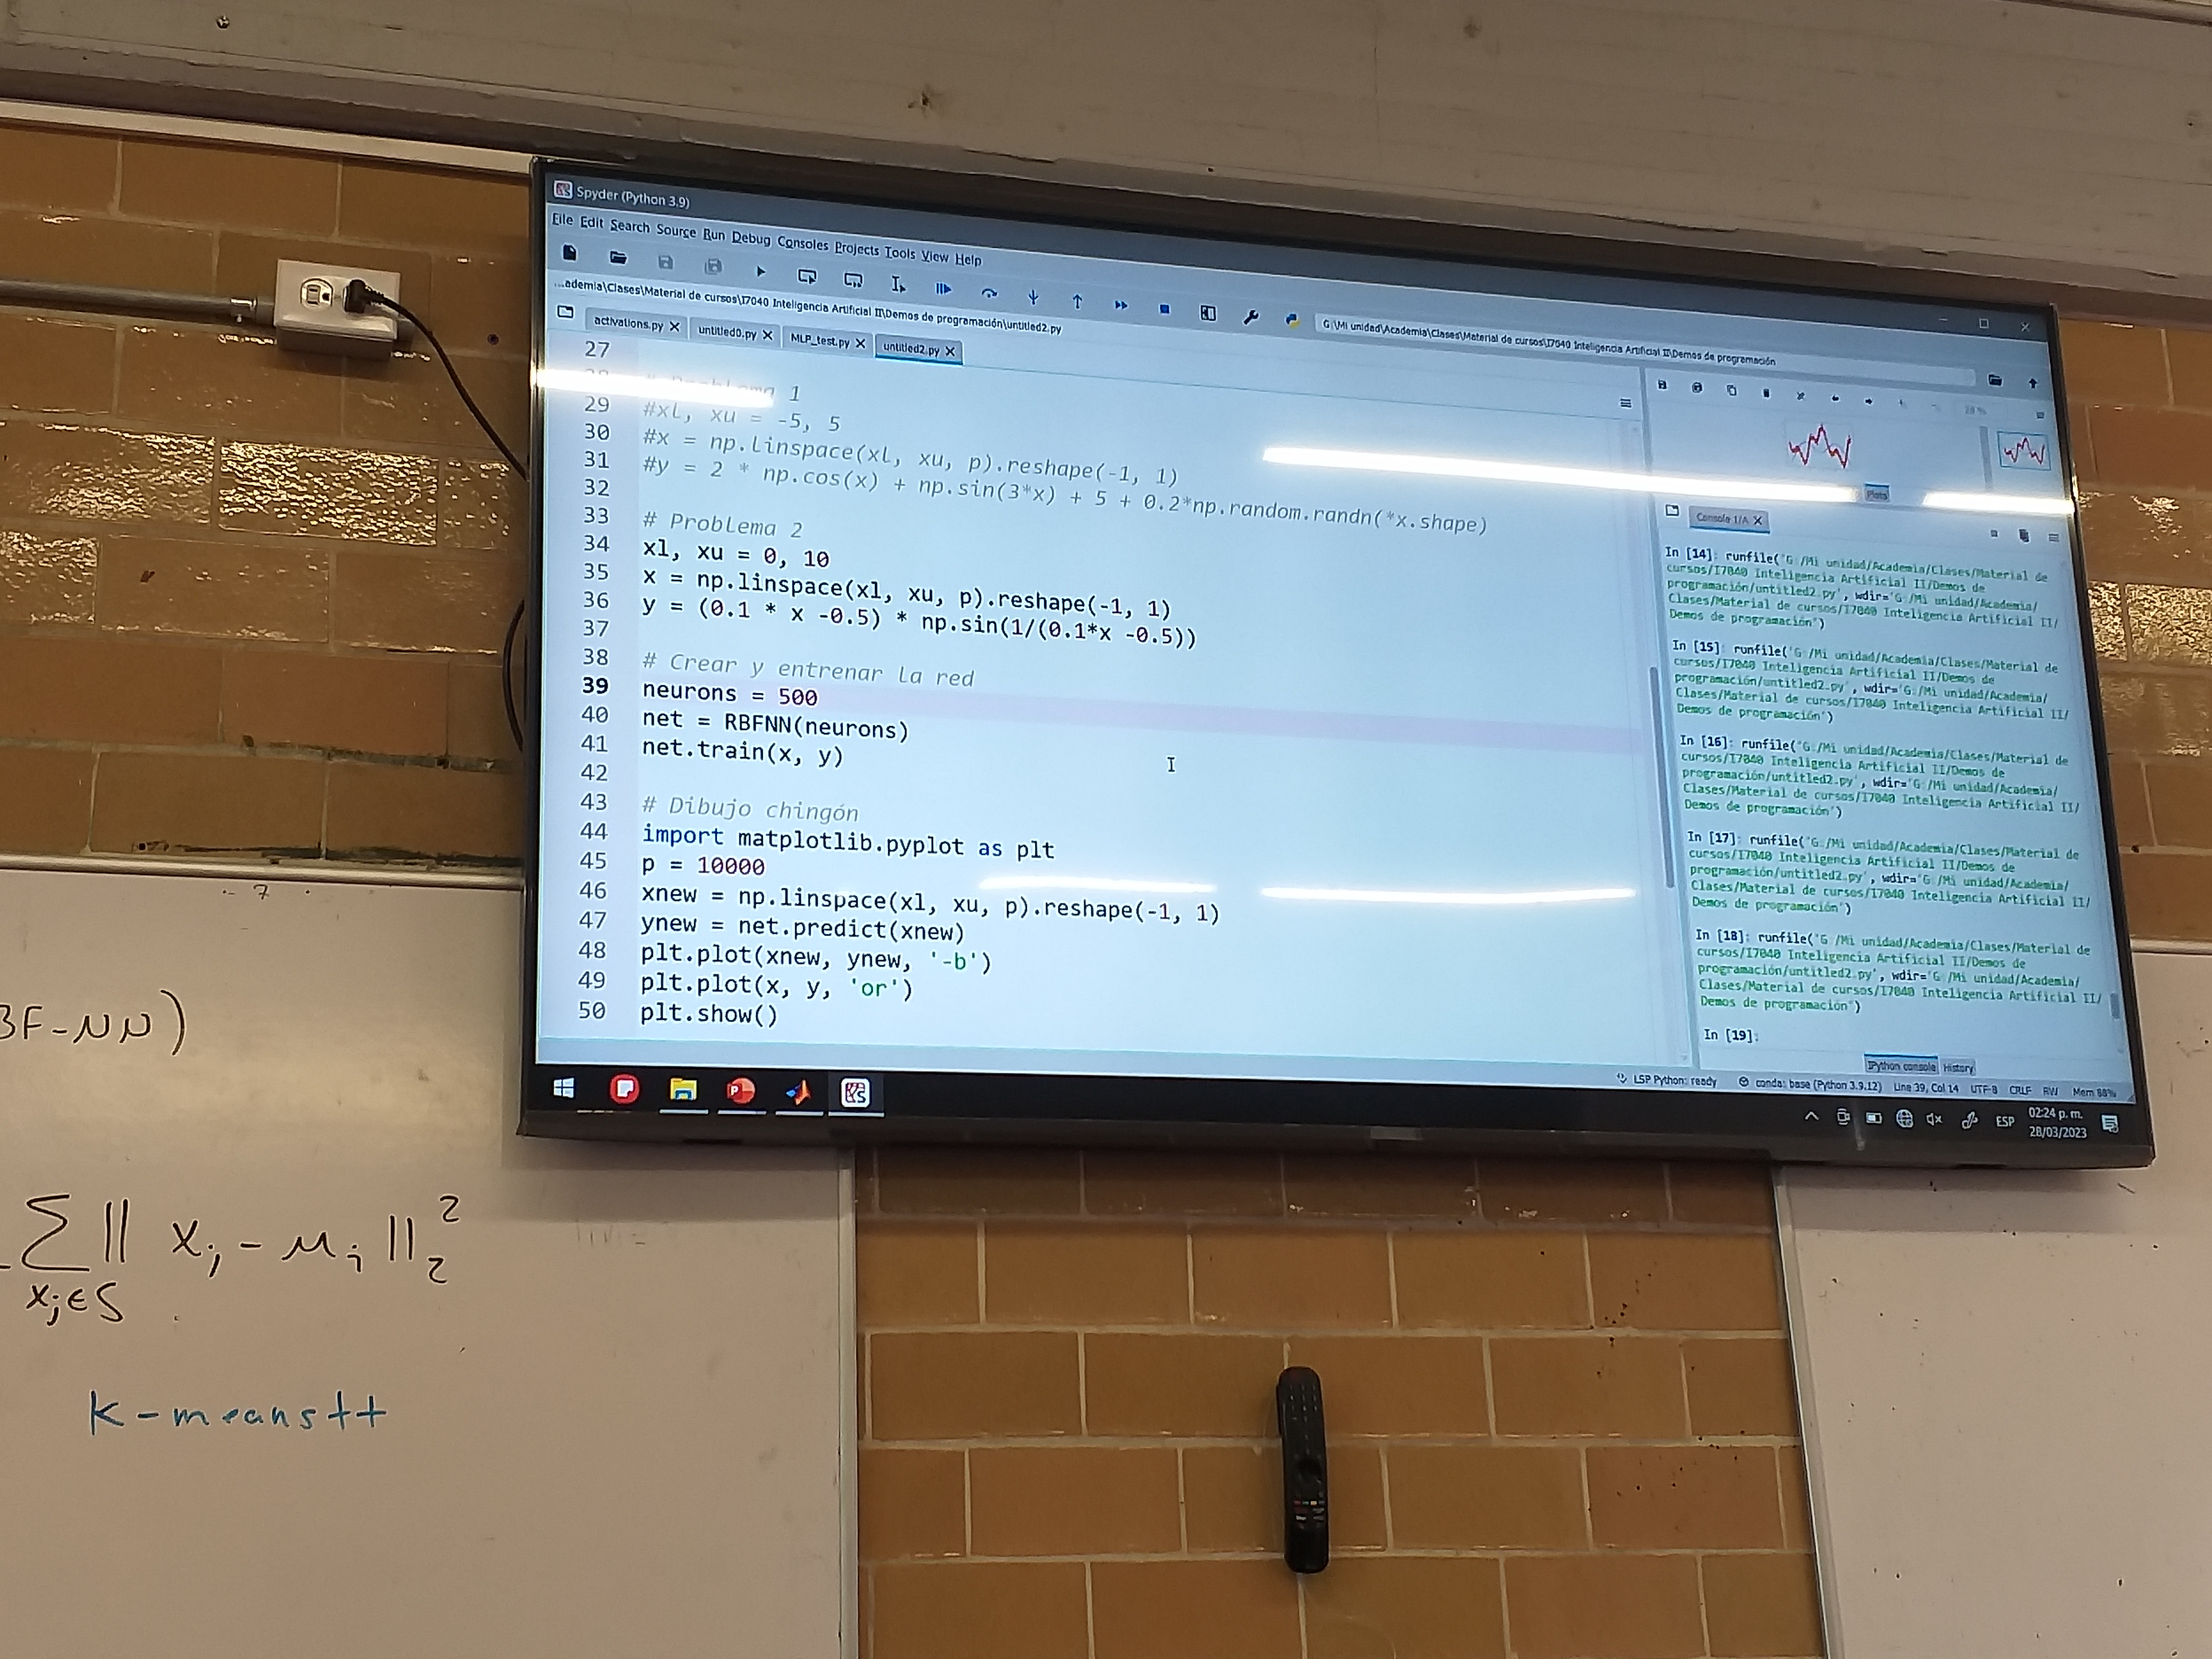 Spyder (Python 3.9)
File Edit Search Source Run Debug Consoles Projects Tools View Help
...ademia\Clases\Material de cursos\I7040 Inteligencia Artificial II\Demos de programación\untitled2.py
G:\Mi unidad\Academia\Clases\Material de cursos\I7040 Inteligencia Artificial II\Demos de programación
activations.py untitled0.py MLP_test.py untitled2.py
27
28 # Problema 1
29 #xl, xu = -5, 5
30 #x = np.linspace(xl, xu, p).reshape(-1, 1)
31 #y = 2 * np.cos(x) + np.sin(3*x) + 5 + 0.2*np.random.randn(*x.shape)
32
33 # Problema 2
34 xl, xu = 0, 10
35 x = np.linspace(xl, xu, p).reshape(-1, 1)
36 y = (0.1 * x -0.5) * np.sin(1/(0.1*x -0.5))
37
38 # Crear y entrenar la red
39 neurons = 500
40 net = RBFNN(neurons)
41 net.train(x, y)
42
43 # Dibujo chingón
44 import matplotlib.pyplot as plt
45 p = 10000
46 xnew = np.linspace(xl, xu, p).reshape(-1, 1)
47 ynew = net.predict(xnew)
48 plt.plot(xnew, ynew, '-b')
49 plt.plot(x, y, 'or')
50 plt.show()
Plots
Console 1/A
In [14]: runfile('G:/Mi unidad/Academia/Clases/Material de
cursos/I7040 Inteligencia Artificial II/Demos de
programación/untitled2.py', wdir='G:/Mi unidad/Academia/
Clases/Material de cursos/I7040 Inteligencia Artificial II/
Demos de programación')
In [15]: runfile('G:/Mi unidad/Academia/Clases/Material de
cursos/I7040 Inteligencia Artificial II/Demos de
programación/untitled2.py', wdir='G:/Mi unidad/Academia/
Clases/Material de cursos/I7040 Inteligencia Artificial II/
Demos de programación')
In [16]: runfile('G:/Mi unidad/Academia/Clases/Material de
cursos/I7040 Inteligencia Artificial II/Demos de
programación/untitled2.py', wdir='G:/Mi unidad/Academia/
Clases/Material de cursos/I7040 Inteligencia Artificial II/
Demos de programación')
In [17]: runfile('G:/Mi unidad/Academia/Clases/Material de
cursos/I7040 Inteligencia Artificial II/Demos de
programación/untitled2.py', wdir='G:/Mi unidad/Academia/
Clases/Material de cursos/I7040 Inteligencia Artificial II/
Demos de programación')
In [18]: runfile('G:/Mi unidad/Academia/Clases/Material de
cursos/I7040 Inteligencia Artificial II/Demos de
programación/untitled2.py', wdir='G:/Mi unidad/Academia/
Clases/Material de cursos/I7040 Inteligencia Artificial II/
Demos de programación')
In [19]:
IPython console History
LSP Python: ready conda: base (Python 3.9.12) Line 39, Col 14 UTF-8 CRLF RW Mem 88%
ESP 02:24 p. m.
28/03/2023
BF-NN)
Σ || xj - μi ||₂²
xj∈S
k-means++